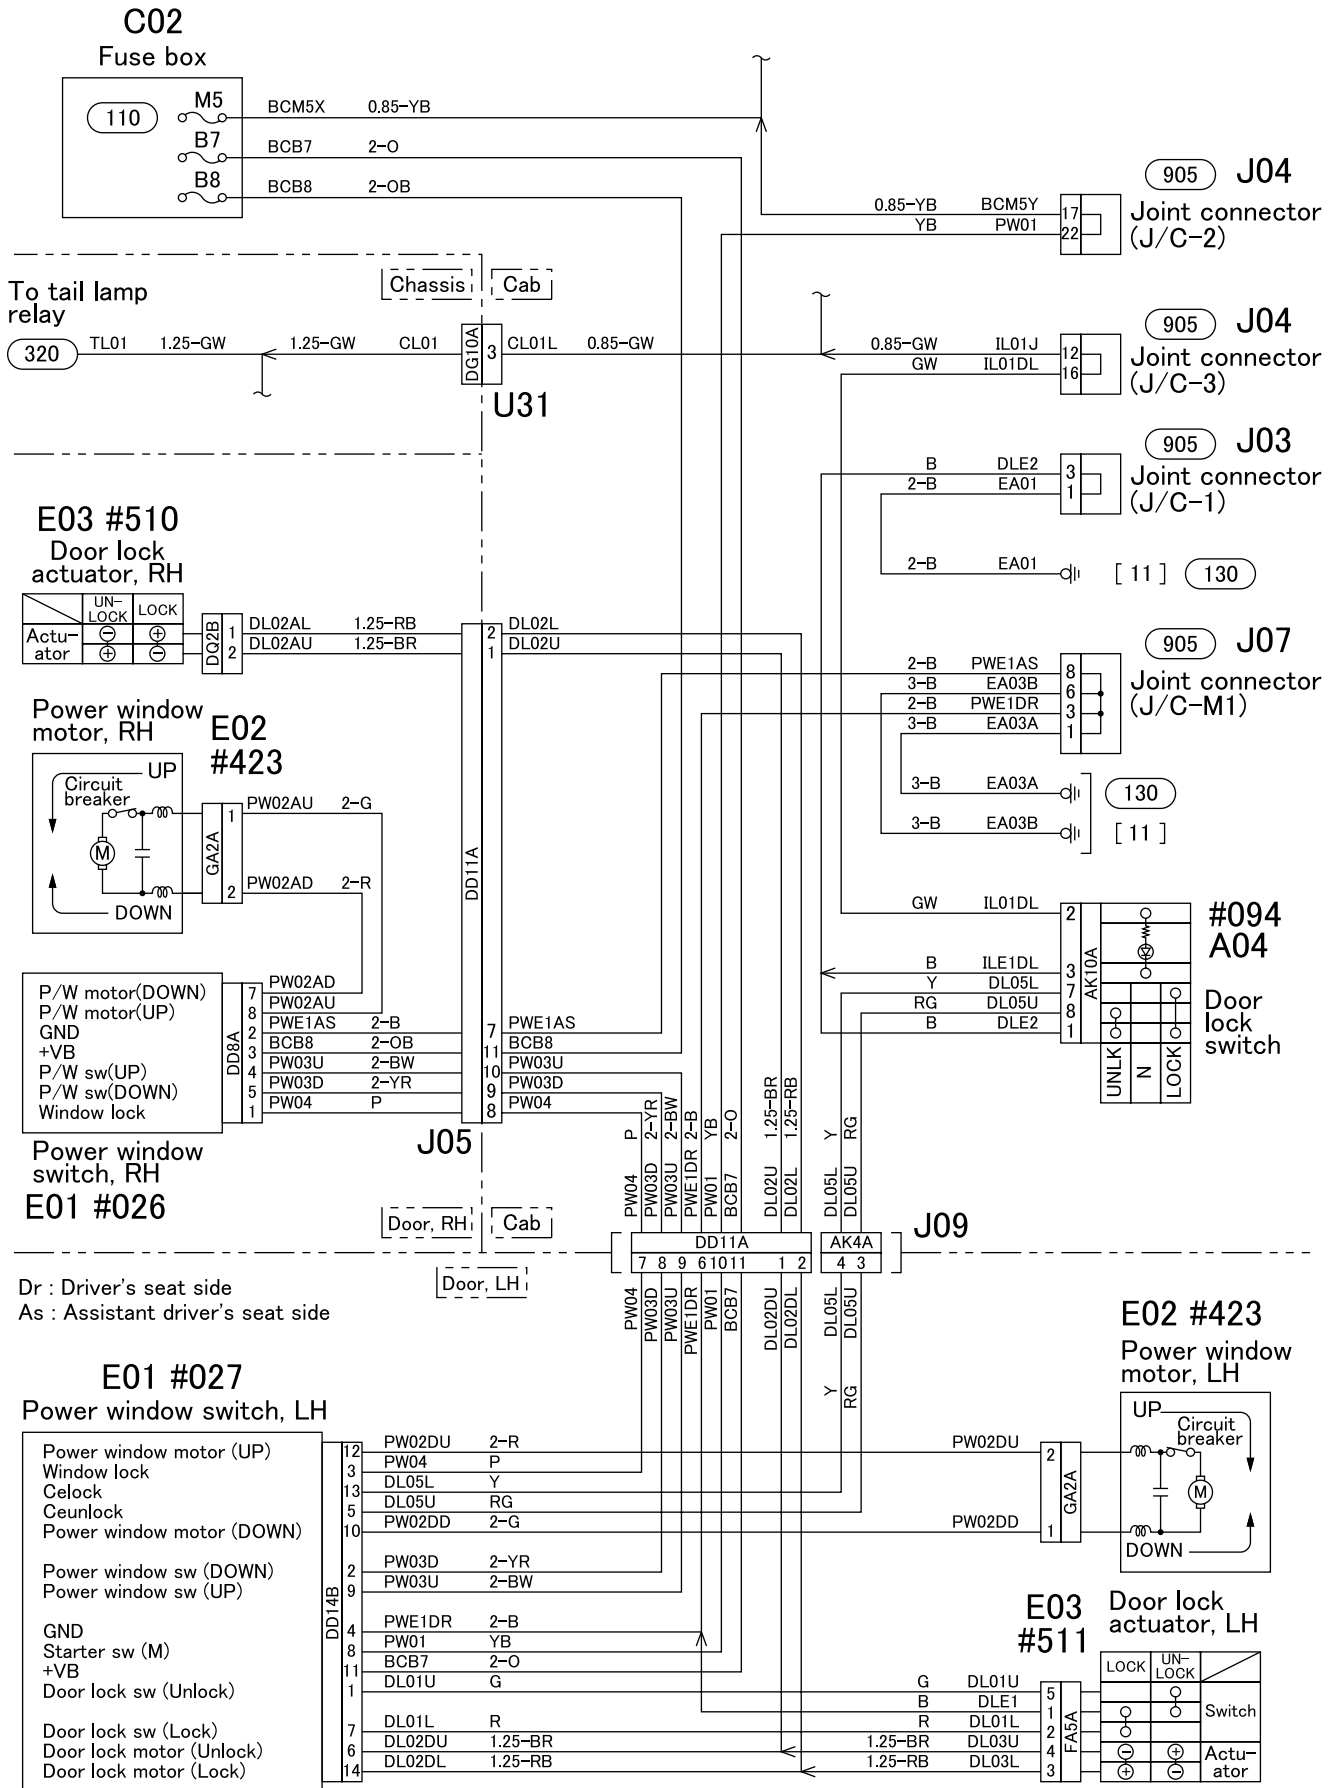 C02
Fuse box
110
M5
BCM5X 0.85-YB
B7
BCB7 2-O
B8
BCB8 2-OB
905 J04
0.85-YB BCM5Y 17
YB PW01 22
Joint connector
(J/C-2)
Chassis Cab
To tail lamp
relay
320
TL01 1.25-GW 1.25-GW CL01 DG10A 3 CL01L 0.85-GW
U31
905 J04
0.85-GW IL01J 12
GW IL01DL 16
Joint connector
(J/C-3)
905 J03
B DLE2 3
2-B EA01 1
Joint connector
(J/C-1)
2-B EA01 [ 11 ] 130
E03 #510
Door lock
actuator, RH
UN-
LOCK LOCK
Actu-
ator
⊖ ⊕
⊕ ⊖
DQ2B
1 DL02AL 1.25-RB 2 DL02L
2 DL02AU 1.25-BR 1 DL02U
905 J07
2-B PWE1AS 8
3-B EA03B 6
2-B PWE1DR 3
3-B EA03A 1
Joint connector
(J/C-M1)
3-B EA03A 130
3-B EA03B [ 11 ]
Power window
motor, RH
E02
#423
UP
Circuit
breaker
M
DOWN
GA2A
1 PW02AU 2-G
2 PW02AD 2-R
DD11A
GW IL01DL 2
B ILE1DL 3
Y DL05L 7
RG DL05U 8
B DLE2 1
AK10A
#094
A04
Door
lock
switch
UNLK
N
LOCK
P/W motor(DOWN) 7 PW02AD
P/W motor(UP) 8 PW02AU
GND 2 PWE1AS 2-B 7 PWE1AS
+VB 3 BCB8 2-OB 11 BCB8
P/W sw(UP) 4 PW03U 2-BW 10 PW03U
P/W sw(DOWN) 5 PW03D 2-YR 9 PW03D
Window lock 1 PW04 P 8 PW04
DD8A
Power window
switch, RH
E01 #026
J05
PW04 P
PW03D 2-YR
PW03U 2-BW
PWE1DR 2-B
PW01 YB
BCB7 2-O
DL02U 1.25-BR
DL02L 1.25-RB
DL05L Y
DL05U RG
Door, RH Cab
DD11A AK4A J09
7 8 9 6 10 11 1 2 4 3
Door, LH
PW04
PW03D
PW03U
PWE1DR
PW01
BCB7
DL02DU
DL02DL
DL05L Y
DL05U RG
Dr : Driver's seat side
As : Assistant driver's seat side
E01 #027
Power window switch, LH
Power window motor (UP) 12 PW02DU 2-R PW02DU 2
Window lock 3 PW04 P
Celock 13 DL05L Y
Ceunlock 5 DL05U RG
Power window motor (DOWN) 10 PW02DD 2-G PW02DD 1
Power window sw (DOWN) 2 PW03D 2-YR
Power window sw (UP) 9 PW03U 2-BW
GND 4 PWE1DR 2-B
Starter sw (M) 8 PW01 YB
+VB 11 BCB7 2-O
Door lock sw (Unlock) 1 DL01U G G DL01U 5
B DLE1 1
Door lock sw (Lock) 7 DL01L R R DL01L 2
Door lock motor (Unlock) 6 DL02DU 1.25-BR 1.25-BR DL03U 4
Door lock motor (Lock) 14 DL02DL 1.25-RB 1.25-RB DL03L 3
DD14B
E02 #423
Power window
motor, LH
GA2A
UP
Circuit
breaker
M
DOWN
E03
#511
Door lock
actuator, LH
FA5A
LOCK UN-
LOCK
Switch
⊖ ⊕
⊕ ⊖
Actu-
ator